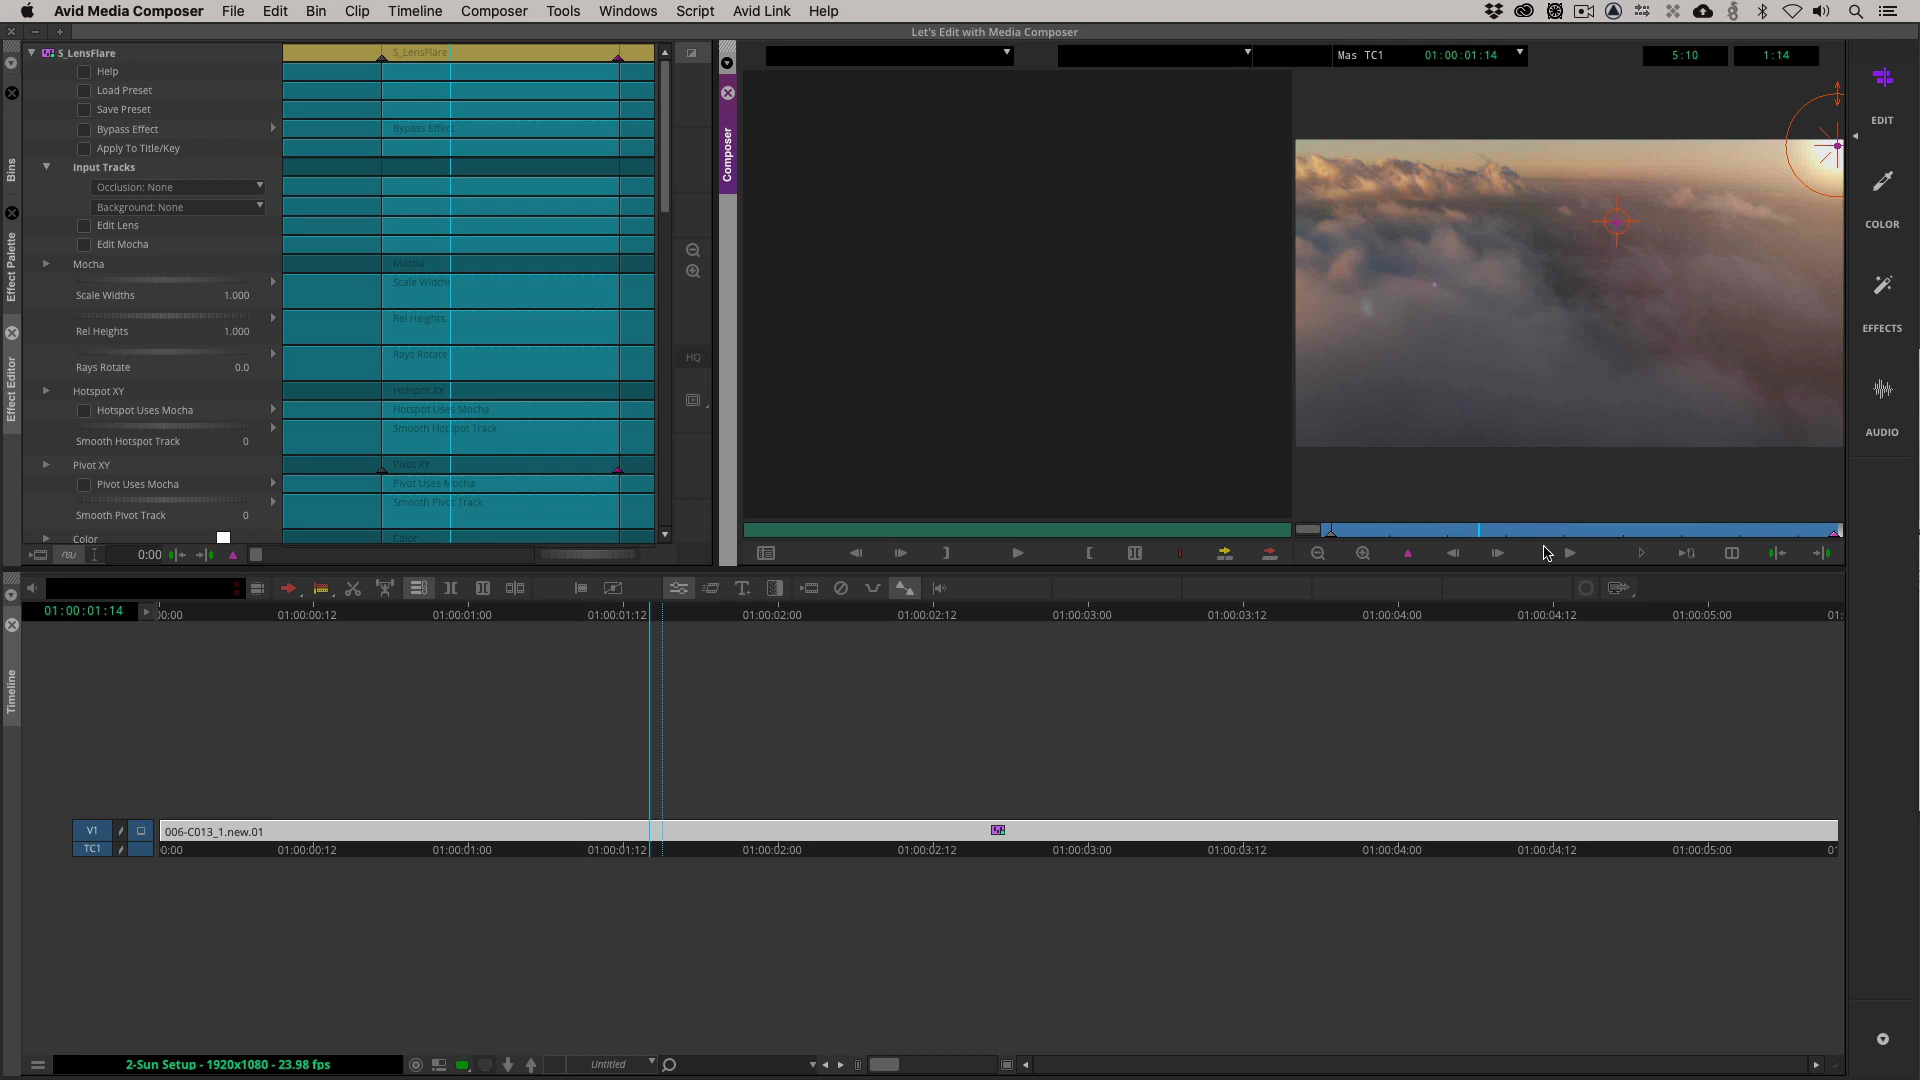 Avid Media Composer File Edit Bin Clip Timeline Composer Tools Windows Script Avid Link Help
Let's Edit with Media Composer
S_LensFlare
S_LensFlare
Help
Load Preset
Save Preset
Bypass Effect
Bypass Effect
Apply To Title/Key
Input Tracks
Occlusion: None
Background: None
Edit Lens
Edit Mocha
Mocha
Mocha
Scale Widths
Scale Widths 1.000
Rel Heights
Rel Heights 1.000
Rays Rotate
Rays Rotate 0.0
Hotspot XY
Hotspot XY
Hotspot Uses Mocha
Hotspot Uses Mocha
Smooth Hotspot Track
Smooth Hotspot Track 0
Pivot XY
Pivot XY
Pivot Uses Mocha
Pivot Uses Mocha
Smooth Pivot Track
Smooth Pivot Track 0
Color
Color
0:00
Bins
Effect Palette
Effect Editor
HQ
Composer
Mas TC1 01:00:01:14
5:10
1:14
EDIT
COLOR
EFFECTS
AUDIO
Timeline
01:00:01:14
0:00 01:00:00:12 01:00:01:00 01:00:01:12 01:00:02:00 01:00:02:12 01:00:03:00 01:00:03:12 01:00:04:00 01:00:04:12 01:00:05:00 01:
V1
006-C013_1.new.01
TC1
0:00 01:00:00:12 01:00:01:00 01:00:01:12 01:00:02:00 01:00:02:12 01:00:03:00 01:00:03:12 01:00:04:00 01:00:04:12 01:00:05:00 01
2-Sun Setup - 1920x1080 - 23.98 fps
Untitled